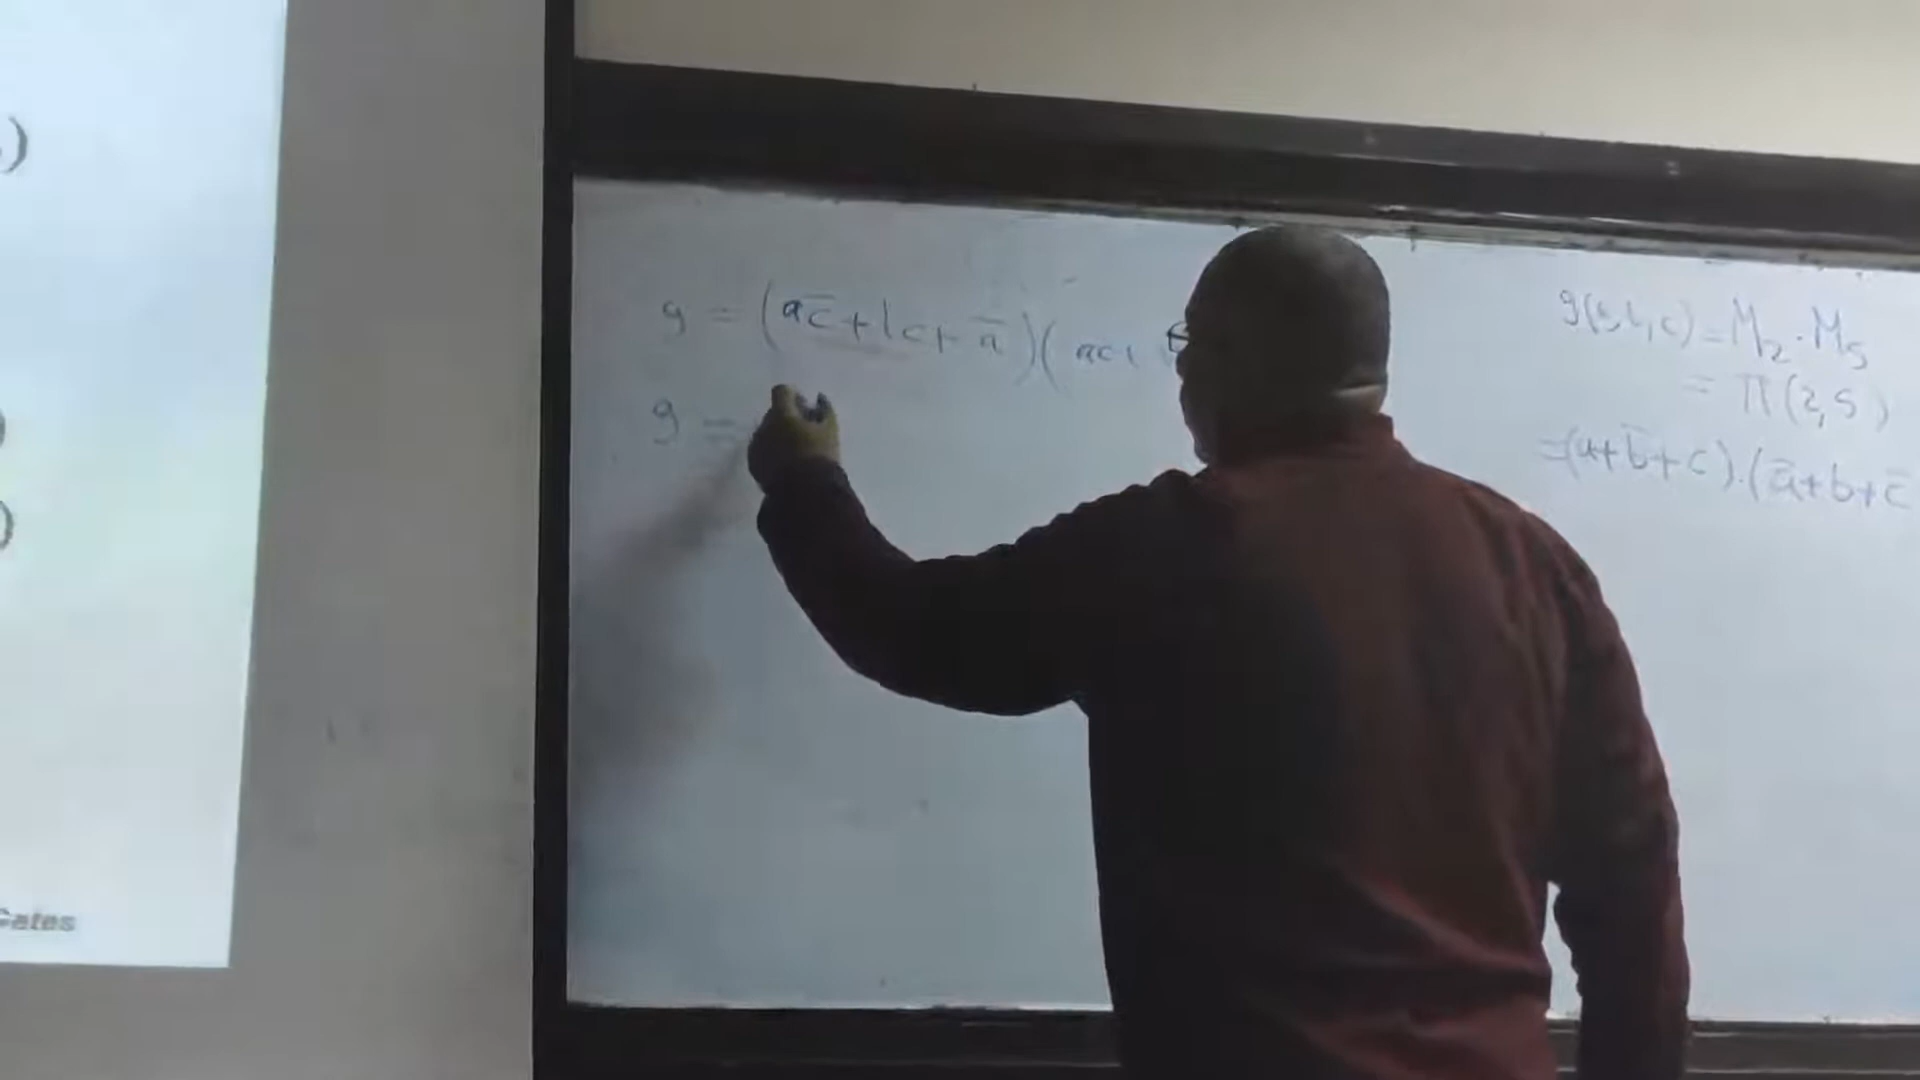 )
)
)
Gates
g = (ac̅ + bc + a̅)(ac +
g =
g(a,b,c) = M₂ · M₅
= π(2,5)
=(a+b̅+c).(a̅+b+c̅